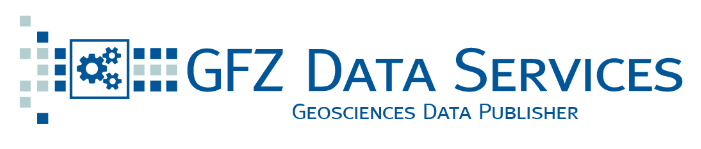 GFZ Data Services
Geosciences Data Publisher